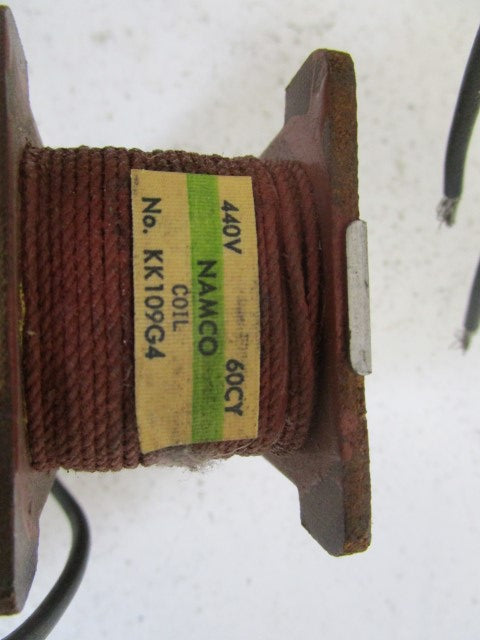 440V 60CY
NAMCO
COIL
No. KK109G4